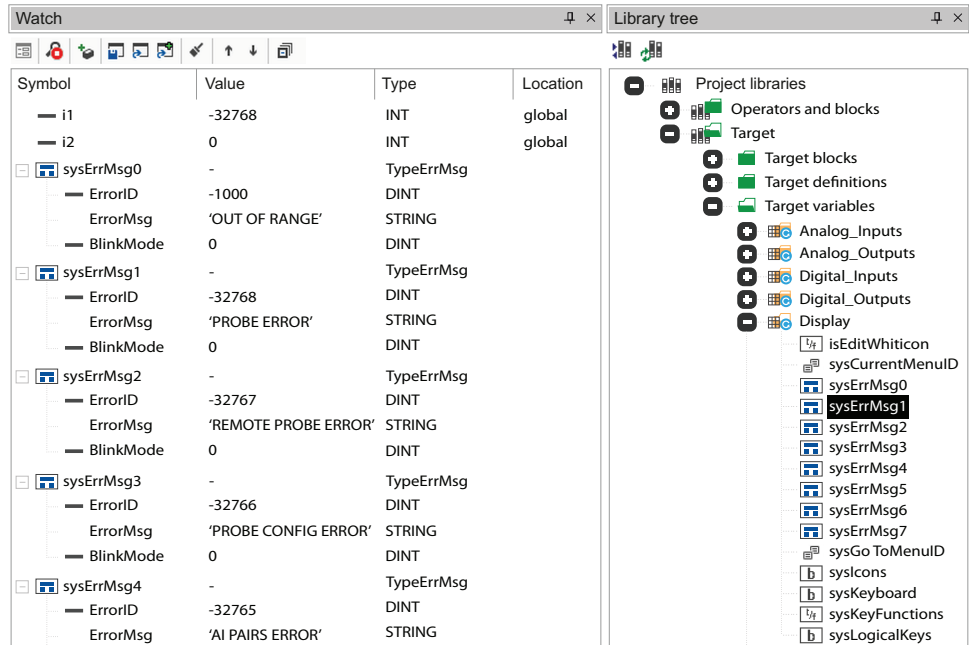 Watch
Symbol Value Type Location
i1 -32768 INT global
i2 0 INT global
sysErrMsg0 - TypeErrMsg
ErrorID -1000 DINT
ErrorMsg ‘OUT OF RANGE’ STRING
BlinkMode 0 DINT
sysErrMsg1 - TypeErrMsg
ErrorID -32768 DINT
ErrorMsg ‘PROBE ERROR’ STRING
BlinkMode 0 DINT
sysErrMsg2 - TypeErrMsg
ErrorID -32767 DINT
ErrorMsg ‘REMOTE PROBE ERROR’ STRING
BlinkMode 0 DINT
sysErrMsg3 - TypeErrMsg
ErrorID -32766 DINT
ErrorMsg ‘PROBE CONFIG ERROR’ STRING
BlinkMode 0 DINT
sysErrMsg4 - TypeErrMsg
ErrorID -32765 DINT
ErrorMsg ‘AI PAIRS ERROR’ STRING
Library tree
Project libraries
Operators and blocks
Target
Target blocks
Target definitions
Target variables
Analog_Inputs
Analog_Outputs
Digital_Inputs
Digital_Outputs
Display
isEditWhiticon
sysCurrentMenuID
sysErrMsg0
sysErrMsg1
sysErrMsg2
sysErrMsg3
sysErrMsg4
sysErrMsg5
sysErrMsg6
sysErrMsg7
sysGo ToMenuID
sysIcons
sysKeyboard
sysKeyFunctions
sysLogicalKeys